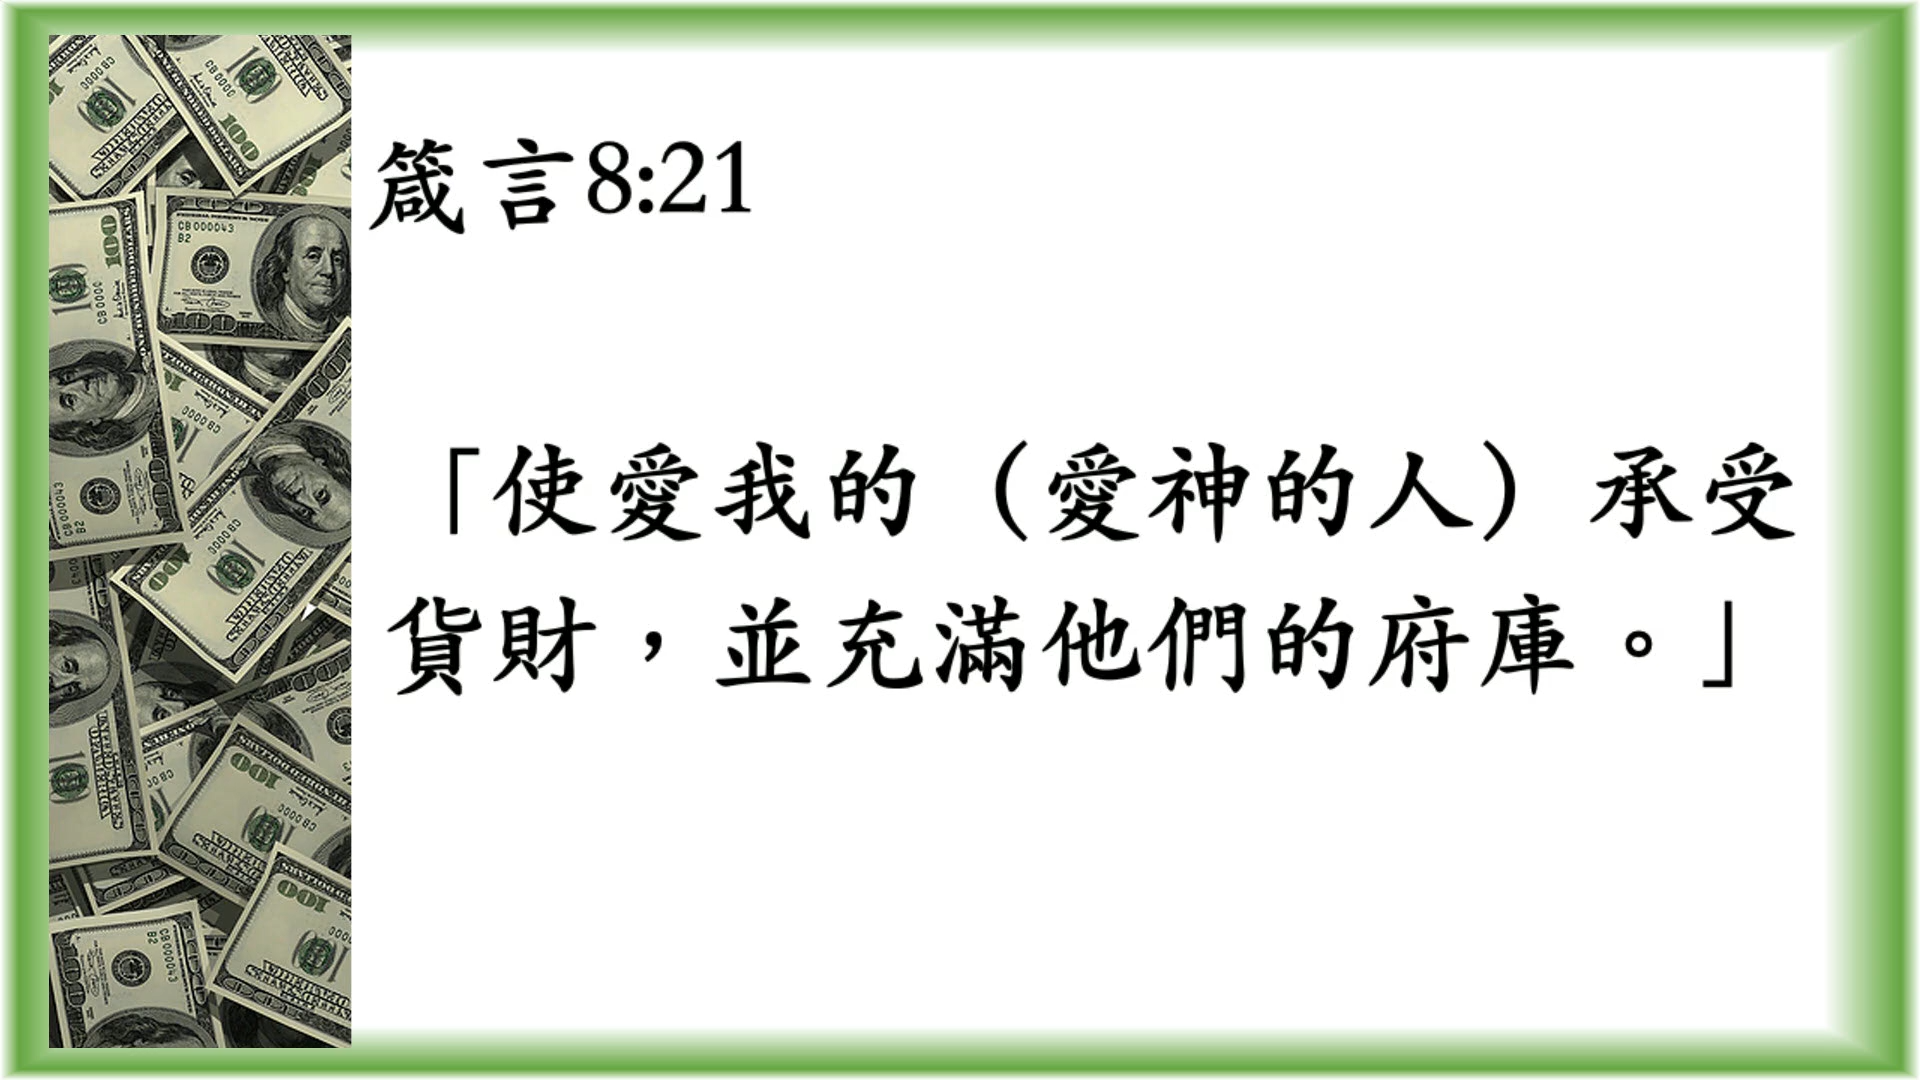 箴言8:21
「使愛我的（愛神的人）承受
貨財，並充滿他們的府庫。」